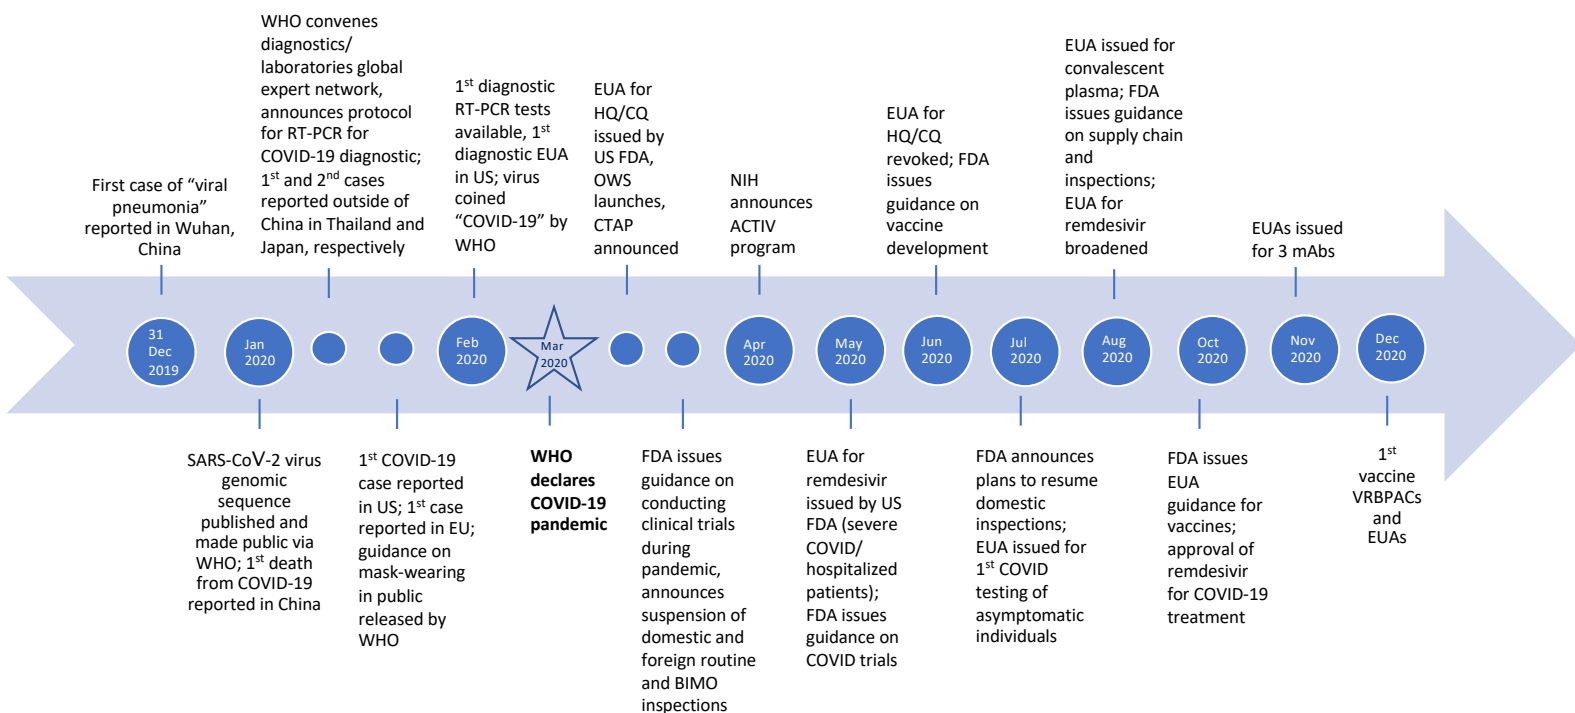 First case of “viral
pneumonia”
reported in Wuhan,
China
WHO convenes
diagnostics/
laboratories global
expert network,
announces protocol
for RT-PCR for
COVID-19 diagnostic;
1st and 2nd cases
reported outside of
China in Thailand and
Japan, respectively
1st diagnostic
RT-PCR tests
available, 1st
diagnostic EUA
in US; virus
coined
“COVID-19” by
WHO
EUA for
HQ/CQ
issued by
US FDA,
OWS
launches,
CTAP
announced
NIH
announces
ACTIV
program
EUA for
HQ/CQ
revoked; FDA
issues
guidance on
vaccine
development
EUA issued for
convalescent
plasma; FDA
issues guidance
on supply chain
and
inspections;
EUA for
remdesivir
broadened
EUAs issued
for 3 mAbs
31
Dec
2019
Jan
2020
Feb
2020
Mar
2020
Apr
2020
May
2020
Jun
2020
Jul
2020
Aug
2020
Oct
2020
Nov
2020
Dec
2020
SARS-CoV-2 virus
genomic
sequence
published and
made public via
WHO; 1st death
from COVID-19
reported in China
1st COVID-19
case reported
in US; 1st case
reported in EU;
guidance on
mask-wearing
in public
released by
WHO
WHO
declares
COVID-19
pandemic
FDA issues
guidance on
conducting
clinical trials
during
pandemic,
announces
suspension of
domestic and
foreign routine
and BIMO
inspections
EUA for
remdesivir
issued by US
FDA (severe
COVID/
hospitalized
patients);
FDA issues
guidance on
COVID trials
FDA announces
plans to resume
domestic
inspections;
EUA issued for
1st COVID
testing of
asymptomatic
individuals
FDA issues
EUA
guidance for
vaccines;
approval of
remdesivir
for COVID-19
treatment
1st
vaccine
VRBPACs
and
EUAs